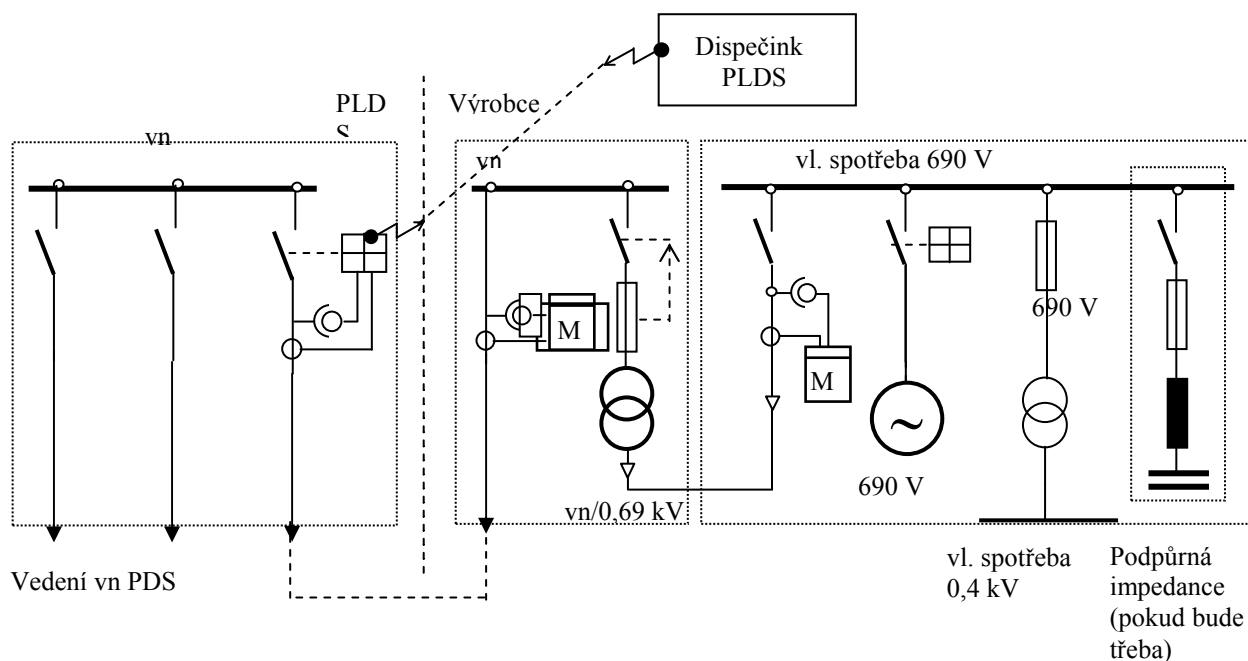 Dispečink
PLDS
PLD
S
Výrobce
vn
vn
vl. spotřeba 690 V
690 V
M
M
690 V
vn/0,69 kV
Vedení vn PDS
vl. spotřeba
0,4 kV
Podpůrná
impedance
(pokud bude
třeba)